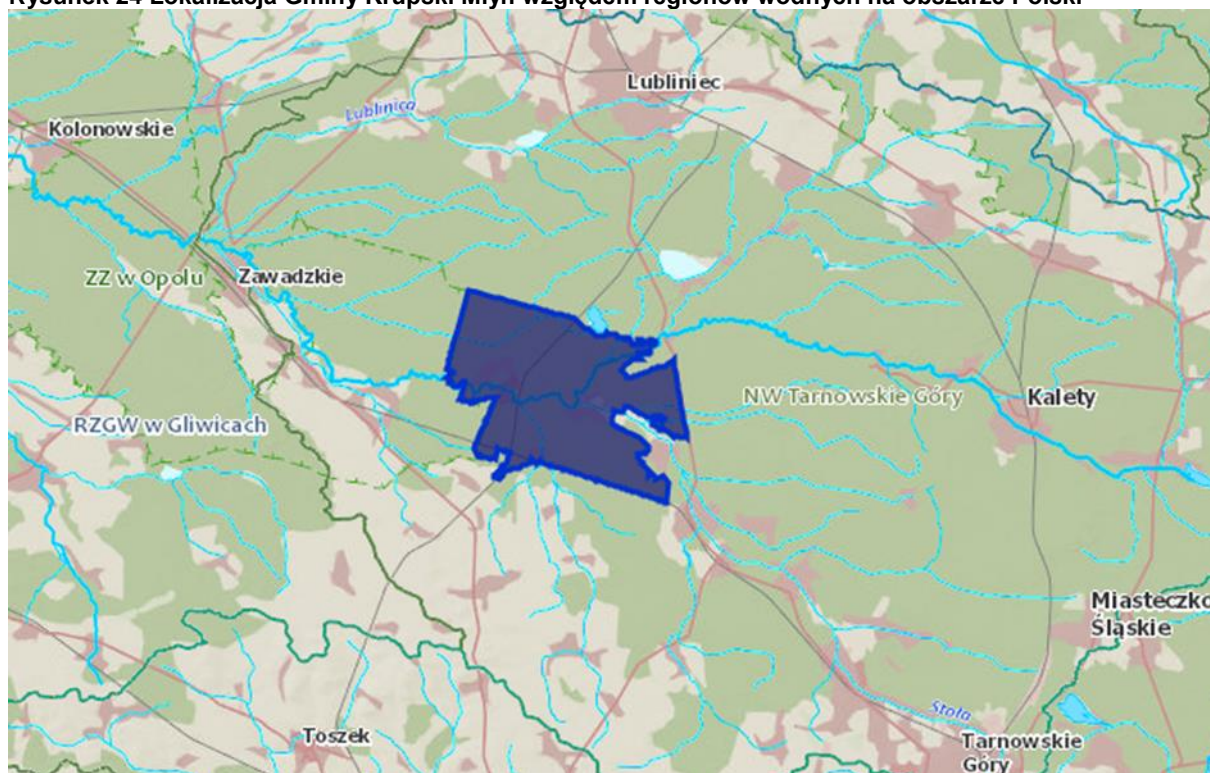 Rysunek 24 Lokalizacja Gminy Krupski Młyn względem regionów wodnych na obszarze Polski
Lubliniec
Lublinica
Kolonowskie
ZZ w Opolu
Zawadzkie
NW Tarnowskie Góry
Kalety
RZGW w Gliwicach
Miasteczko
Śląskie
Stoła
Toszek
Tarnowskie
Góry